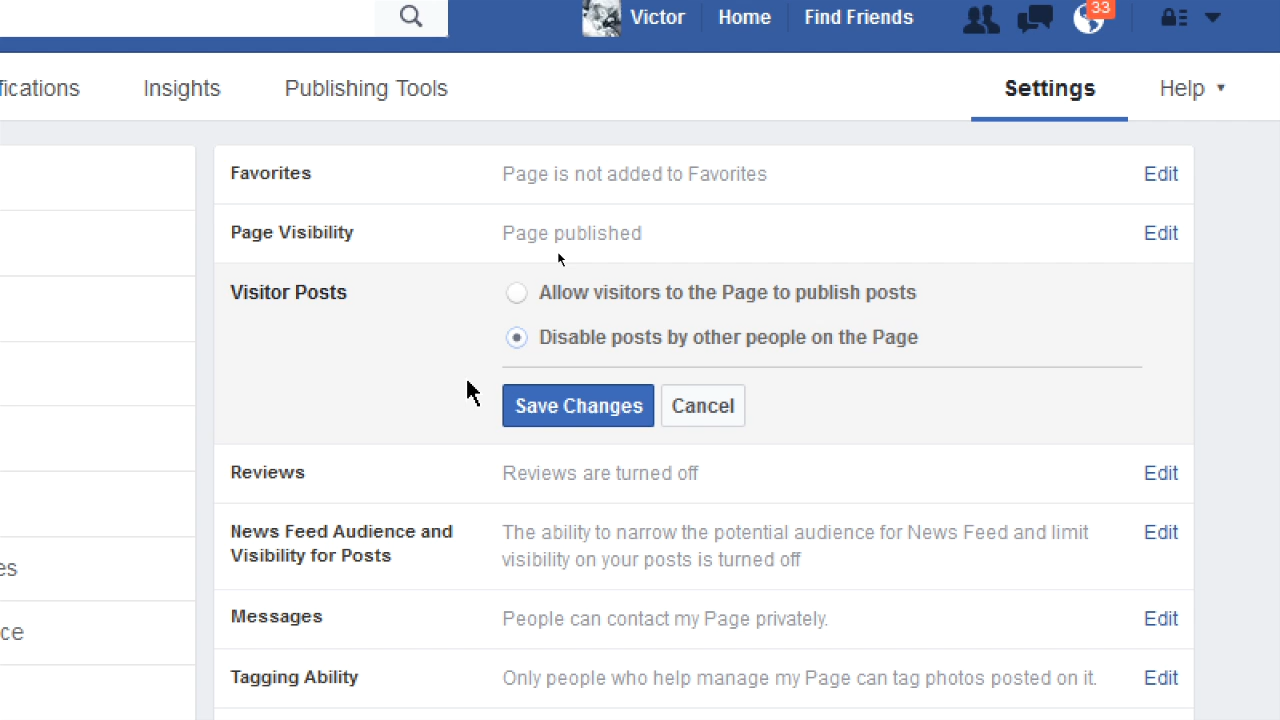 Victor Home Find Friends 33
fications Insights Publishing Tools Settings Help
Favorites Page is not added to Favorites Edit
Page Visibility Page published Edit
Visitor Posts Allow visitors to the Page to publish posts
Disable posts by other people on the Page
Save Changes Cancel
Reviews Reviews are turned off Edit
News Feed Audience and The ability to narrow the potential audience for News Feed and limit Edit
Visibility for Posts visibility on your posts is turned off
es
Messages People can contact my Page privately. Edit
ce
Tagging Ability Only people who help manage my Page can tag photos posted on it. Edit